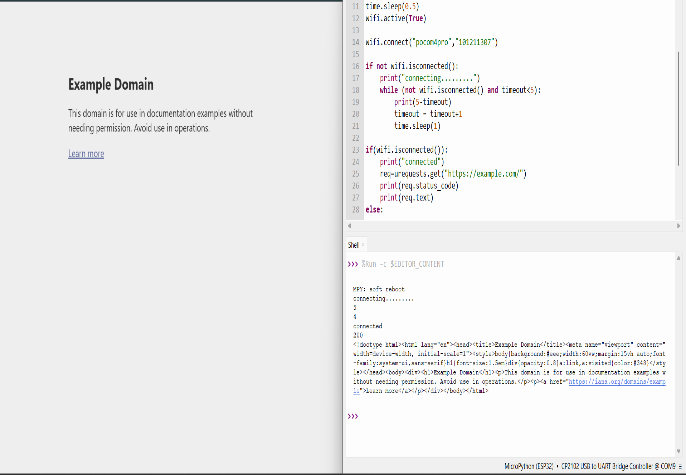 Example Domain
This domain is for use in documentation examples without
needing permission. Avoid use in operations.
Learn more
11 time.sleep(0.5)
12 wifi.active(True)
13
14 wifi.connect("pocom4pro","101211307")
15
16 if not wifi.isconnected():
17 print("connecting.........")
18 while (not wifi.isconnected() and timeout<5):
19 print(5-timeout)
20 timeout = timeout+1
21 time.sleep(1)
22
23 if(wifi.isconnected()):
24 print("connected")
25 req=urequests.get("https://example.com/")
26 print(req.status_code)
27 print(req.text)
28 else:
Shell
>>> %Run -c $EDITOR_CONTENT
MPY: soft reboot
connecting.........
5
4
connected
200
<!doctype html><html lang="en"><head><title>Example Domain</title><meta name="viewport" content="
width=device-width, initial-scale=1"><style>body{background:#eee;width:60vw;margin:15vh auto;font
-family:system-ui,sans-serif}h1{font-size:1.5em}div{opacity:0.8}a:link,a:visited{color:#348}</sty
le></head><body><div><h1>Example Domain</h1><p>This domain is for use in documentation examples w
ithout needing permission. Avoid use in operations.</p><p><a href="https://iana.org/domains/examp
le">Learn more</a></p></div></body></html>
>>>
MicroPython (ESP32) • CP2102 USB to UART Bridge Controller @ COM9 ≡